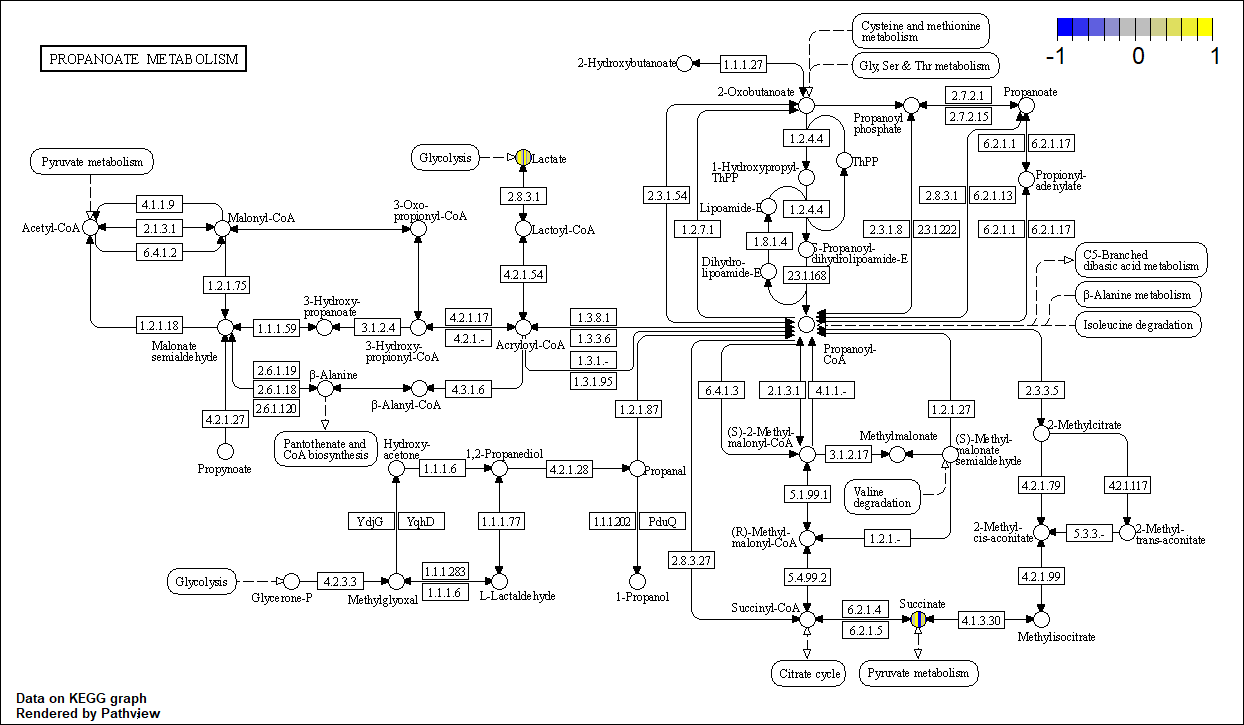 PROPANOATE METABOLISM
-1 0 1
Cysteine and methionine
metabolism
Gly, Ser & Thr metabolism
2-Hydroxybutanoate
1.1.1.27
2-Oxobutanoate
Propanoyl
phosphate
2.7.2.1
2.7.2.15
Propanoate
1.2.4.4
ThPP
1-Hydroxypropyl-
ThPP
6.2.1.1
6.2.1.17
Propionyl-
adenylate
Pyruvate metabolism
Glycolysis
Lactate
2.8.3.1
2.3.1.54
Lipoamide-E
1.2.4.4
2.8.3.1
6.2.1.13
4.1.1.9
Acetyl-CoA
2.1.3.1
Malonyl-CoA
6.4.1.2
3-Oxo-
propionyl-CoA
Lactoyl-CoA
1.2.7.1
1.8.1.4
3-Propanoyl-
dihydrolipoamide-E
2.3.1.8
2.3.1.222
6.2.1.1
6.2.1.17
Dihydro-
lipoamide-E
2.3.1.168
4.2.1.54
C5-Branched
dibasic acid metabolism
β-Alanine metabolism
Isoleucine degradation
1.2.1.75
3-Hydroxy-
propanoate
1.2.1.18
Malonate
semialdehyde
1.1.1.59
3.1.2.4
3-Hydroxy-
propionyl-CoA
4.2.1.17
4.2.1.-
Acryloyl-CoA
1.3.8.1
1.3.3.6
1.3.1.-
1.3.1.95
Propanoyl-
CoA
2.6.1.19
2.6.1.18
2.6.1.120
β-Alanine
β-Alanyl-CoA
4.3.1.6
6.4.1.3
2.1.3.1
4.1.1.-
2.3.3.5
4.2.1.27
1.2.1.87
1.2.1.27
Propynoate
Pantothenate and
CoA biosynthesis
Hydroxy-
acetone
1.1.1.6
1,2-Propanediol
4.2.1.28
Propanal
(S)-2-Methyl-
malonyl-CoA
3.1.2.17
Methylmalonate
(S)-Methyl-
malonate
semialdehyde
2-Methylcitrate
Valine
degradation
5.1.99.1
4.2.1.79
4.2.1.117
YdjG
YqhD
1.1.1.77
1.1.1.202
PduQ
(R)-Methyl-
malonyl-CoA
1.2.1.-
2-Methyl-
cis-aconitate
5.3.3.-
2-Methyl-
trans-aconitate
2.8.3.27
Glycolysis
Glycerone-P
4.2.3.3
Methylglyoxal
1.1.1.283
1.1.1.6
L-Lactaldehyde
1-Propanol
5.4.99.2
4.2.1.99
Succinyl-CoA
6.2.1.4
6.2.1.5
Succinate
4.1.3.30
Methylisocitrate
Citrate cycle
Pyruvate metabolism
Data on KEGG graph
Rendered by Pathview